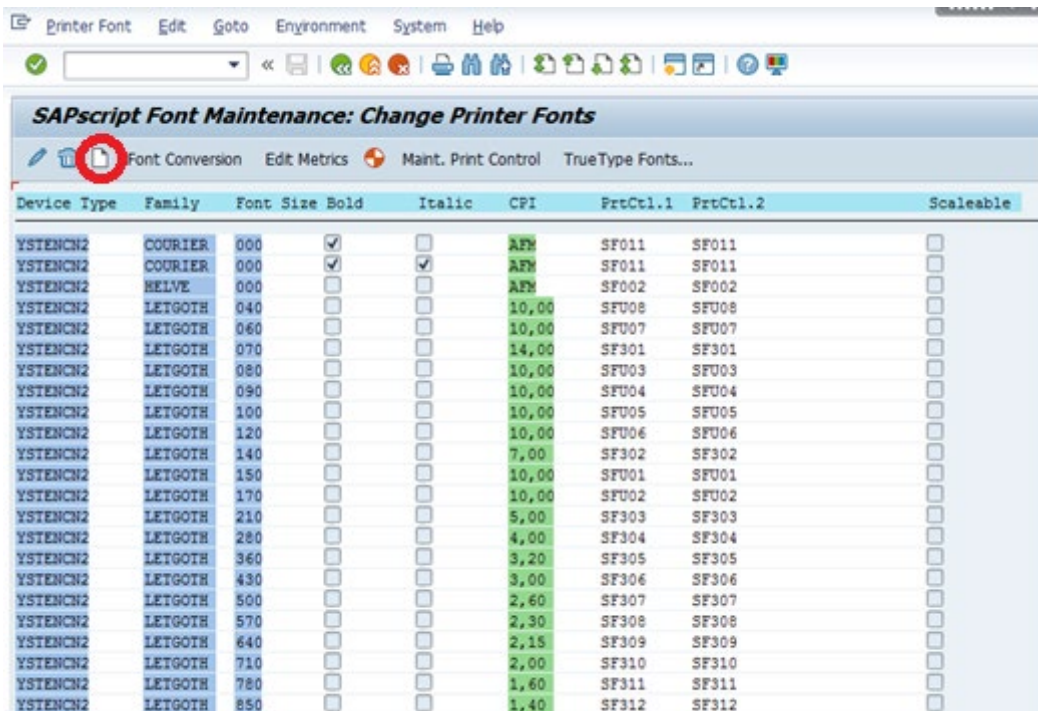 Printer Font Edit Goto Environment System Help
SAPscript Font Maintenance: Change Printer Fonts
Font Conversion Edit Metrics Maint. Print Control TrueType Fonts...
Device Type Family Font Size Bold Italic CPI PrtCtl.1 PrtCtl.2 Scaleable
YSTENCN2 COURIER 000 AFM SF011 SF011
YSTENCN2 COURIER 000 AFM SF011 SF011
YSTENCN2 HELVE 000 AFM SF002 SF002
YSTENCN2 LETGOTH 040 10,00 SFU08 SFU08
YSTENCN2 LETGOTH 060 10,00 SFU07 SFU07
YSTENCN2 LETGOTH 070 14,00 SF301 SF301
YSTENCN2 LETGOTH 080 10,00 SFU03 SFU03
YSTENCN2 LETGOTH 090 10,00 SFU04 SFU04
YSTENCN2 LETGOTH 100 10,00 SFU05 SFU05
YSTENCN2 LETGOTH 120 10,00 SFU06 SFU06
YSTENCN2 LETGOTH 140 7,00 SF302 SF302
YSTENCN2 LETGOTH 150 10,00 SFU01 SFU01
YSTENCN2 LETGOTH 170 10,00 SFU02 SFU02
YSTENCN2 LETGOTH 210 5,00 SF303 SF303
YSTENCN2 LETGOTH 280 4,00 SF304 SF304
YSTENCN2 LETGOTH 360 3,20 SF305 SF305
YSTENCN2 LETGOTH 430 3,00 SF306 SF306
YSTENCN2 LETGOTH 500 2,60 SF307 SF307
YSTENCN2 LETGOTH 570 2,30 SF308 SF308
YSTENCN2 LETGOTH 640 2,15 SF309 SF309
YSTENCN2 LETGOTH 710 2,00 SF310 SF310
YSTENCN2 LETGOTH 780 1,60 SF311 SF311
YSTENCN2 LETGOTH 850 1,40 SF312 SF312